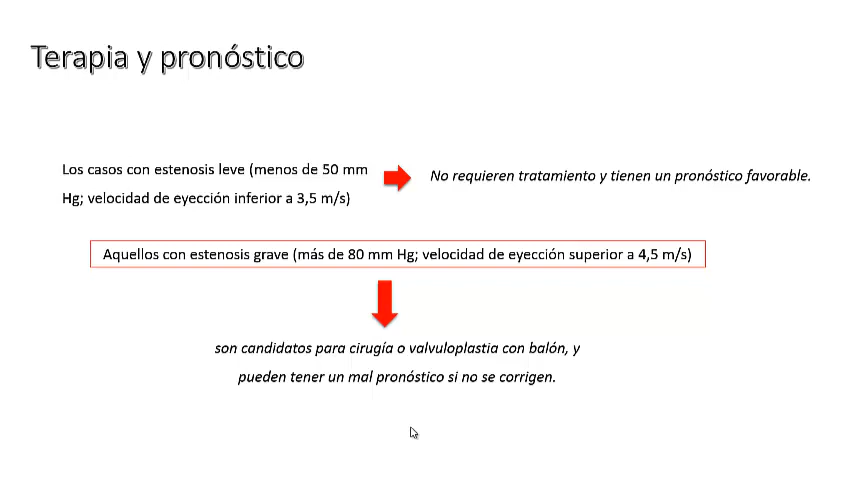 Terapia y pronóstico
Los casos con estenosis leve (menos de 50 mm
Hg; velocidad de eyección inferior a 3,5 m/s)
No requieren tratamiento y tienen un pronóstico favorable.
Aquellos con estenosis grave (más de 80 mm Hg; velocidad de eyección superior a 4,5 m/s)
son candidatos para cirugía o valvuloplastia con balón, y
pueden tener un mal pronóstico si no se corrigen.